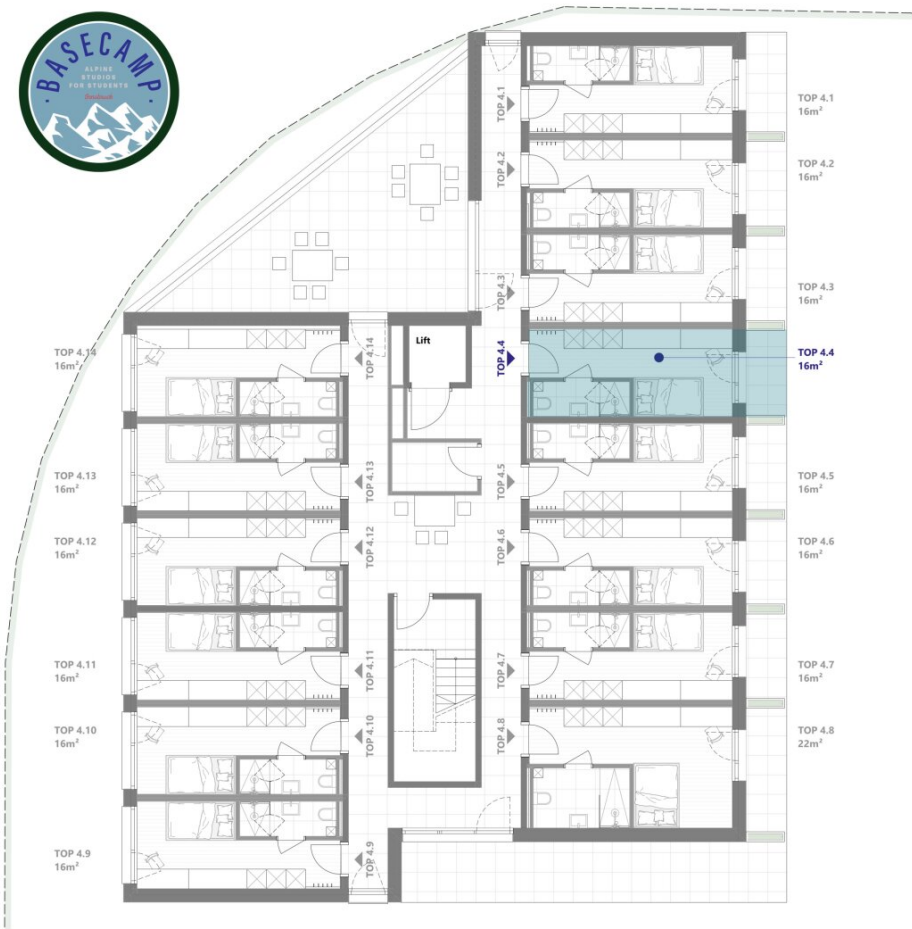 BASECAMP
ALPINE
STUDIOS
FOR STUDENTS
TOP 4.1
TOP 4.1
16m²
TOP 4.2
TOP 4.2
16m²
TOP 4.3
TOP 4.3
16m²
TOP 4.14
16m²
TOP 4.14
Lift
TOP 4.4
TOP 4.4
16m²
TOP 4.13
16m²
TOP 4.13
TOP 4.5
TOP 4.5
16m²
TOP 4.12
16m²
TOP 4.12
TOP 4.6
TOP 4.6
16m²
TOP 4.11
16m²
TOP 4.11
TOP 4.7
TOP 4.7
16m²
TOP 4.10
16m²
TOP 4.10
TOP 4.8
TOP 4.8
22m²
TOP 4.9
16m²
TOP 4.9